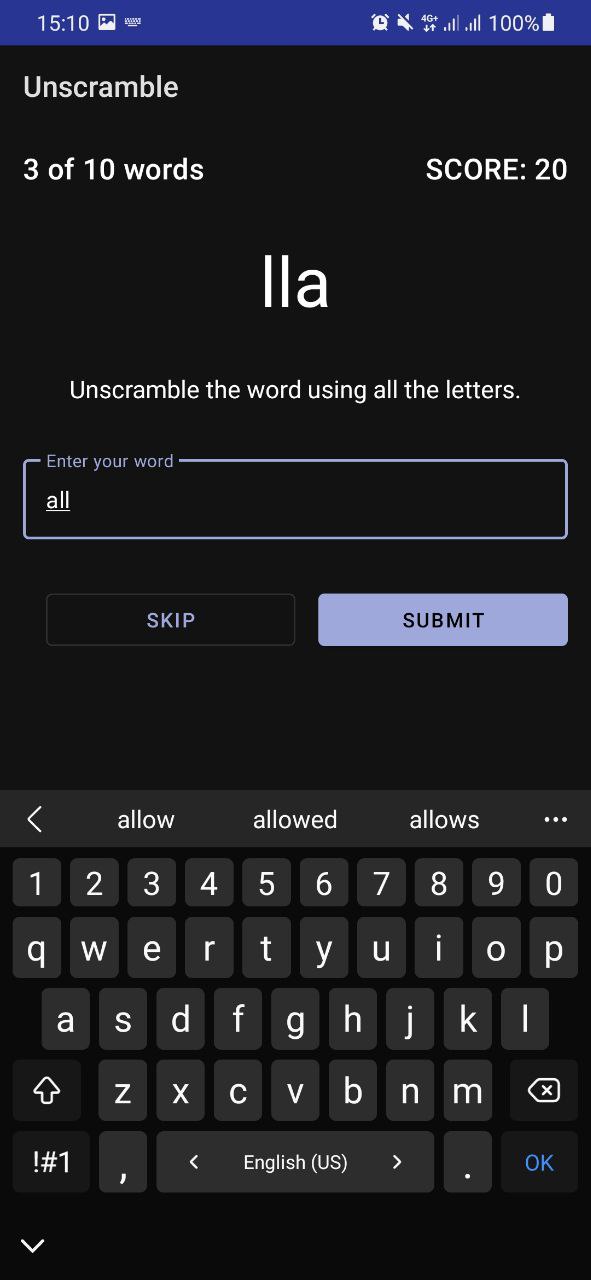 15:10 4G+ 100%
Unscramble
3 of 10 words SCORE: 20
lla
Unscramble the word using all the letters.
Enter your word
all
SKIP SUBMIT
allow allowed allows
1 2 3 4 5 6 7 8 9 0
q w e r t y u i o p
a s d f g h j k l
z x c v b n m
!#1 , English (US) . OK